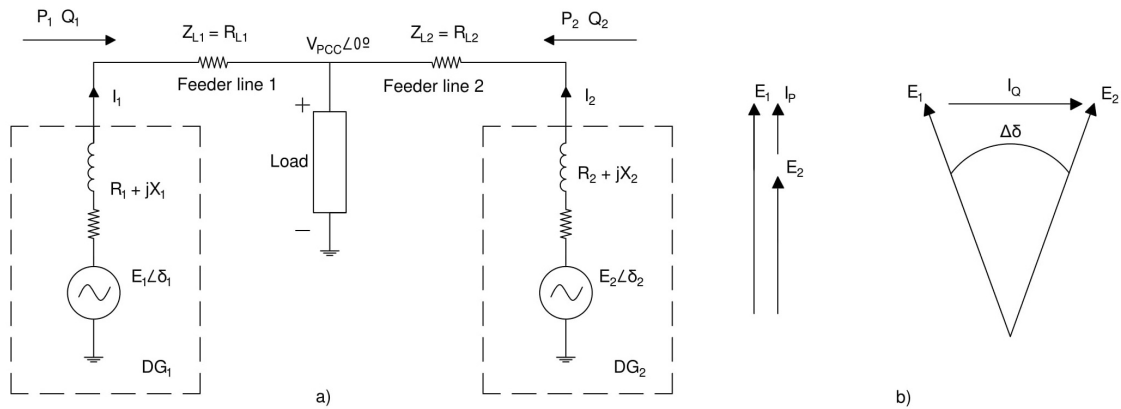 P1 Q1
ZL1 = RL1
VPCC∠0º
ZL2 = RL2
P2 Q2
Feeder line 1
Feeder line 2
I1
I2
+
Load
−
R1 + jX1
R2 + jX2
E1∠δ1
E2∠δ2
DG1
DG2
a)
E1
IP
E2
E1
IQ
E2
Δδ
b)